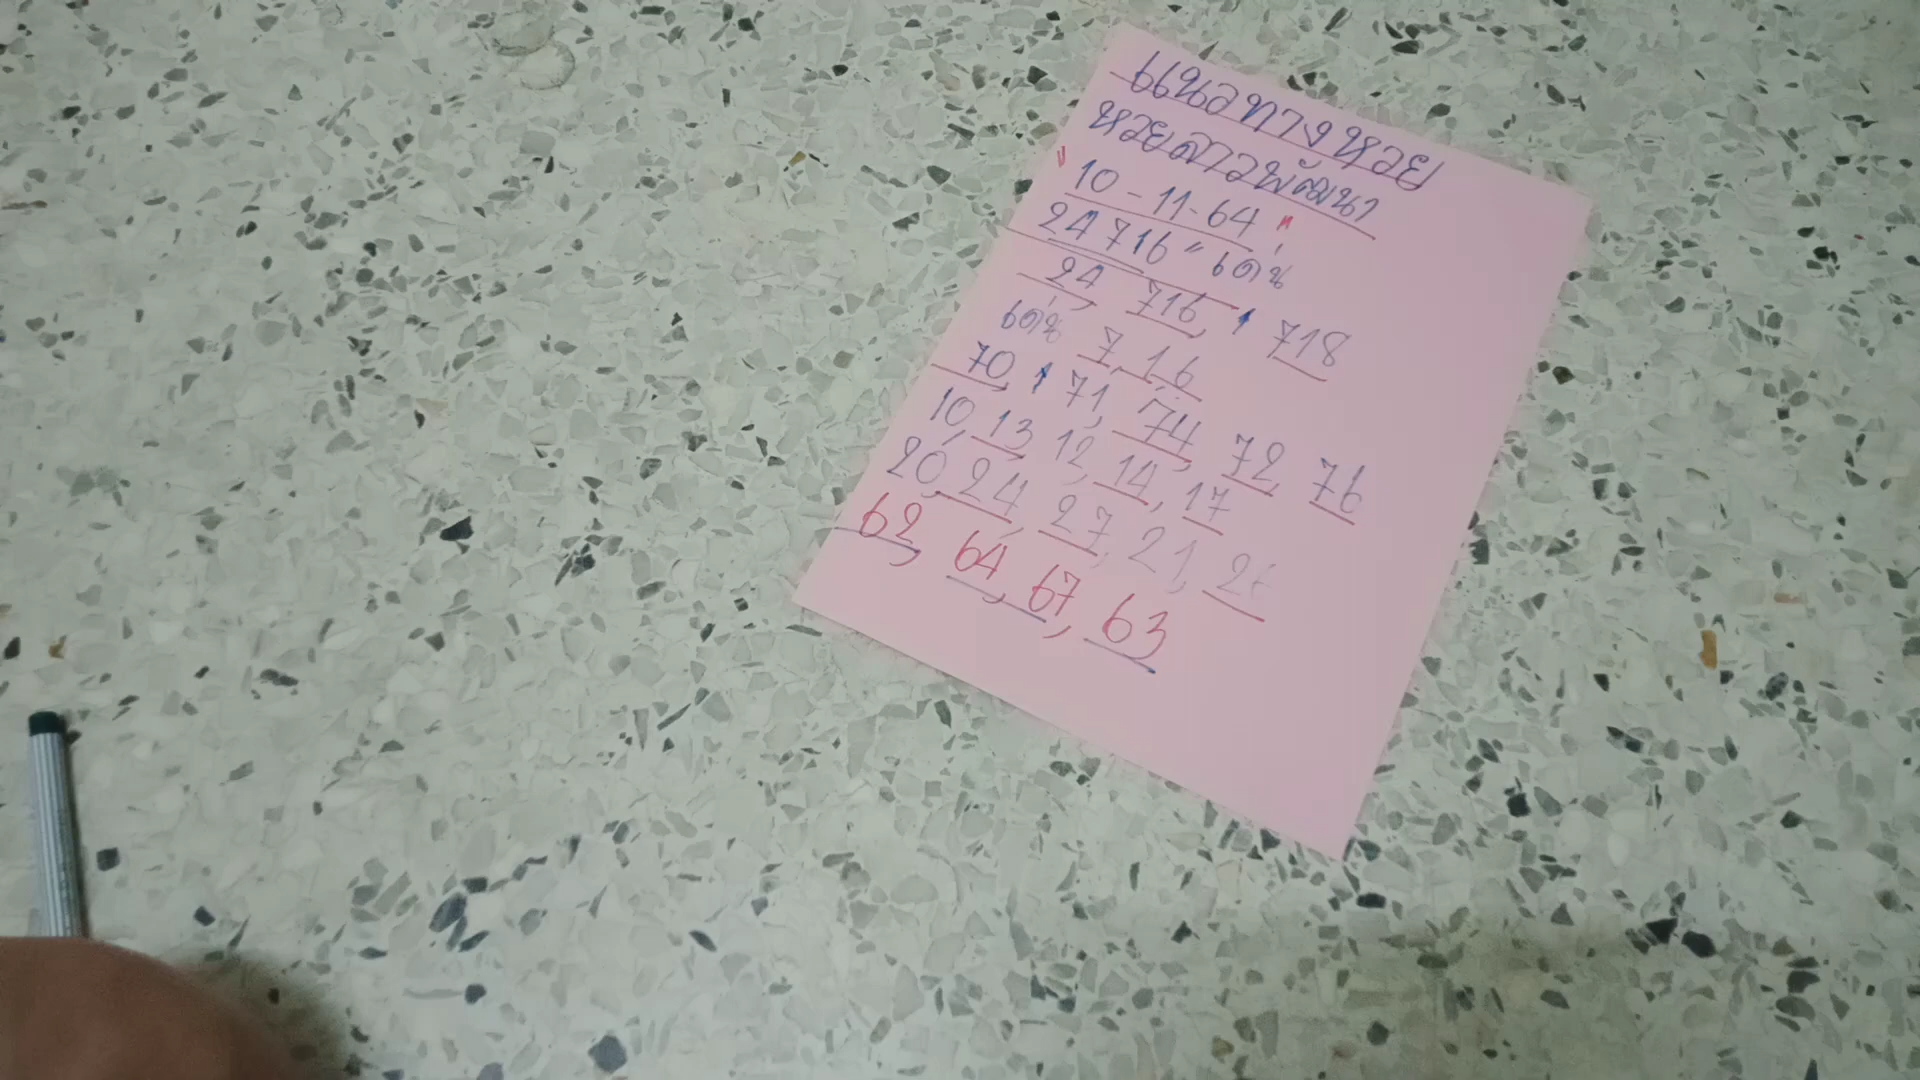 แนวทางหวย
หวยลาวพัฒนา
" 10-11-64 "
24716 " เด่น
24, 716, 718
เด่น 7,1,6
70, 71, 74, 72, 76
10, 13, 12, 14, 17
20, 24, 27, 21, 26
62, 64, 67, 63